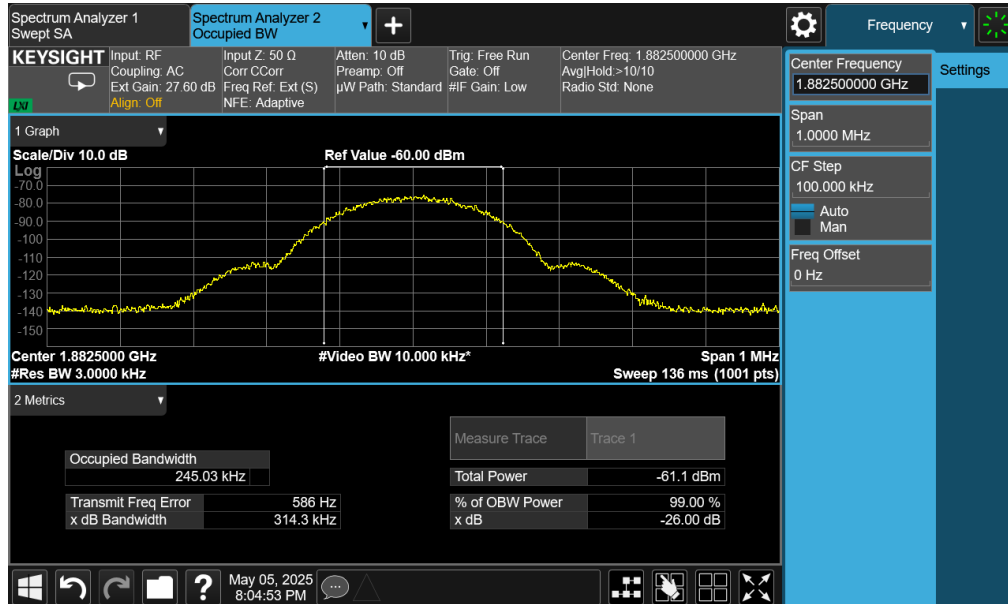 Spectrum Analyzer 1
Swept SA
Spectrum Analyzer 2
Occupied BW
+
Frequency
KEYSIGHT
LXI
Input: RF
Coupling: AC
Ext Gain: 27.60 dB
Align: Off
Input Z: 50 Ω
Corr CCorr
Freq Ref: Ext (S)
NFE: Adaptive
Atten: 10 dB
Preamp: Off
µW Path: Standard
Trig: Free Run
Gate: Off
#IF Gain: Low
Center Freq: 1.882500000 GHz
Avg|Hold:>10/10
Radio Std: None
Center Frequency
1.882500000 GHz
Settings
Span
1.0000 MHz
CF Step
100.000 kHz
Auto
Man
Freq Offset
0 Hz
1 Graph
Scale/Div 10.0 dB
Ref Value -60.00 dBm
Log
-70.0
-80.0
-90.0
-100
-110
-120
-130
-140
-150
Center 1.8825000 GHz
#Video BW 10.000 kHz*
Span 1 MHz
#Res BW 3.0000 kHz
Sweep 136 ms (1001 pts)
2 Metrics
Measure Trace
Trace 1
Occupied Bandwidth
245.03 kHz
Total Power
-61.1 dBm
Transmit Freq Error
586 Hz
% of OBW Power
99.00 %
x dB Bandwidth
314.3 kHz
x dB
-26.00 dB
?
May 05, 2025
8:04:53 PM